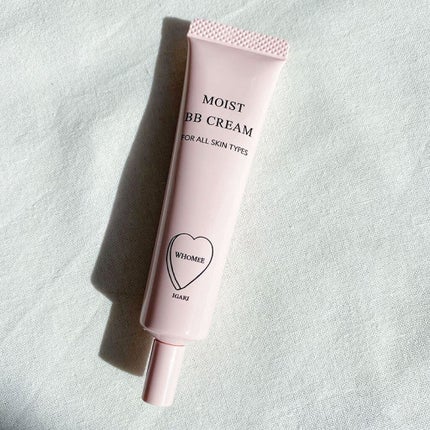 MOIST
BB CREAM
FOR ALL SKIN TYPES
WHOMEE
IGARI